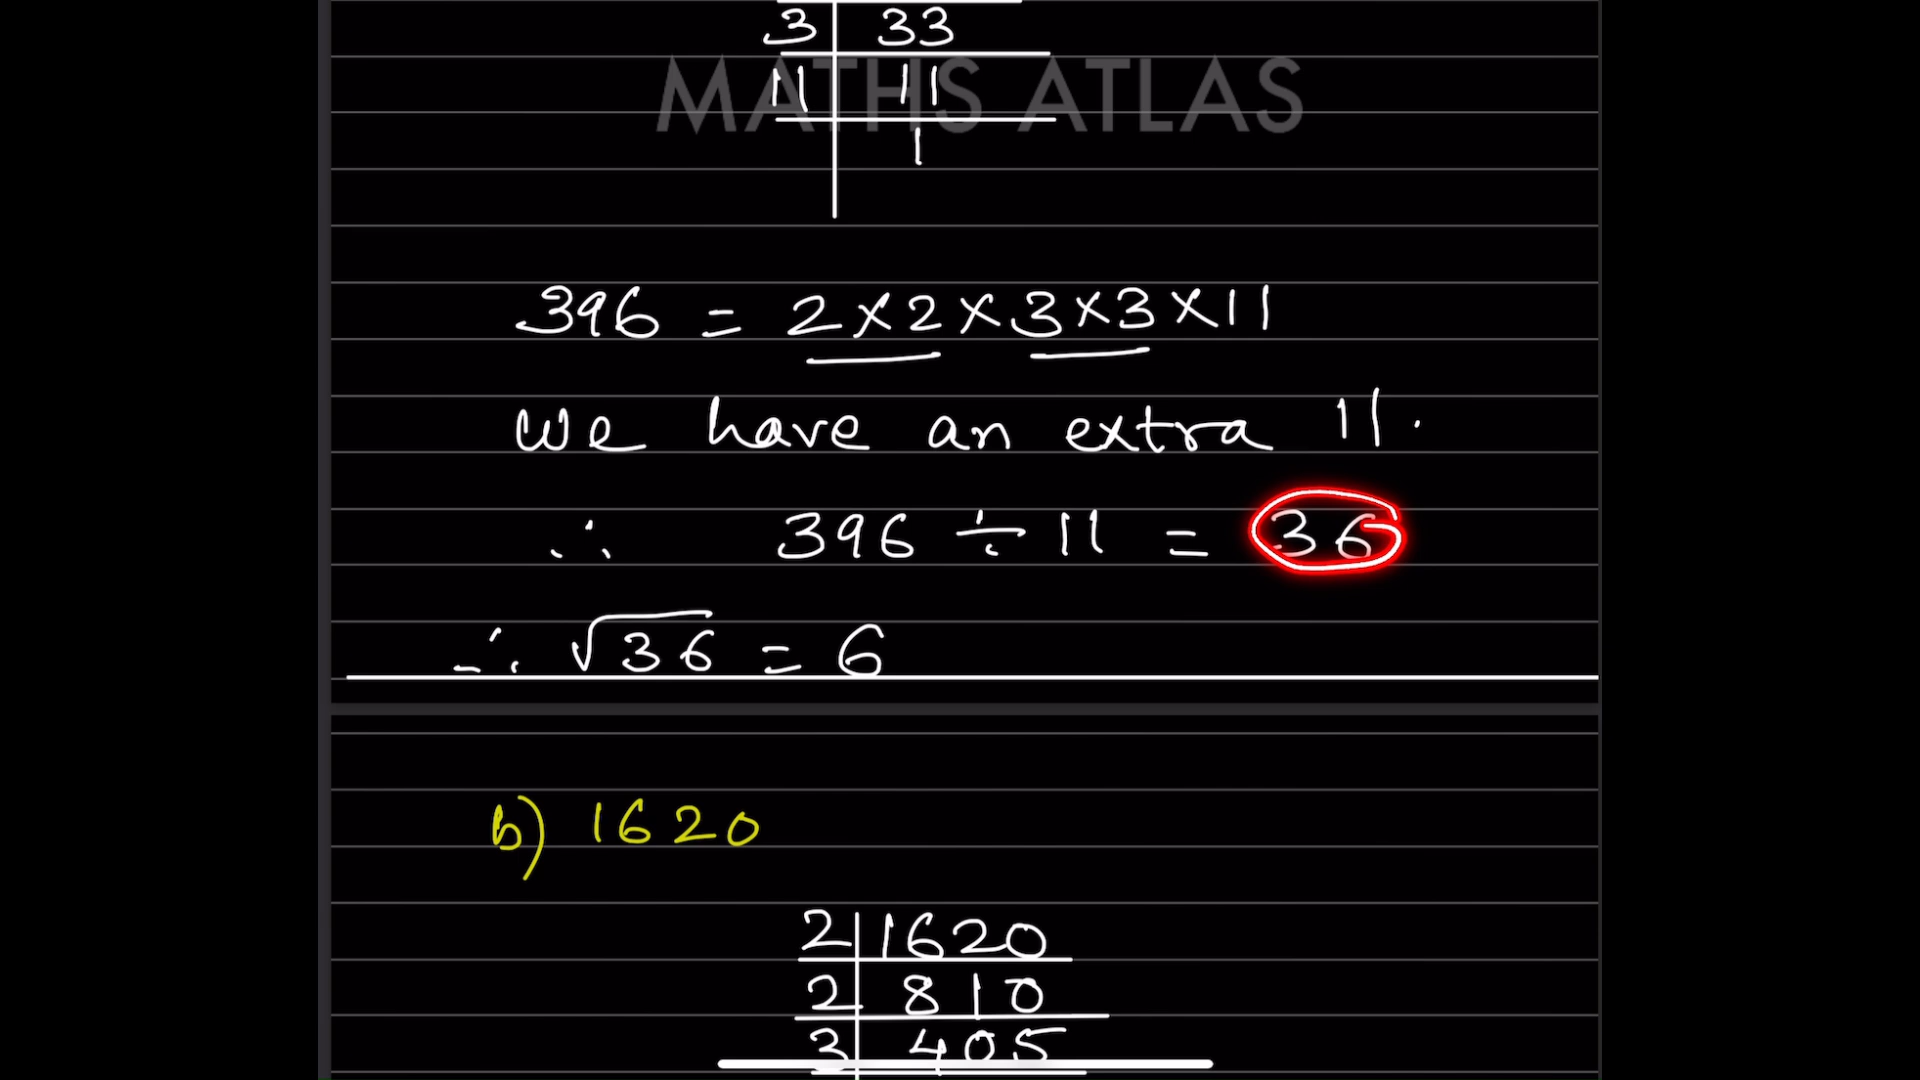 3 | 33
MATHS ATLAS
11 | 11
1
396 = 2×2×3×3×11
we have an extra 11.
∴ 396 ÷ 11 = 36
∴ √36 = 6
b) 1620
2 | 1620
2 | 810
3 | 405